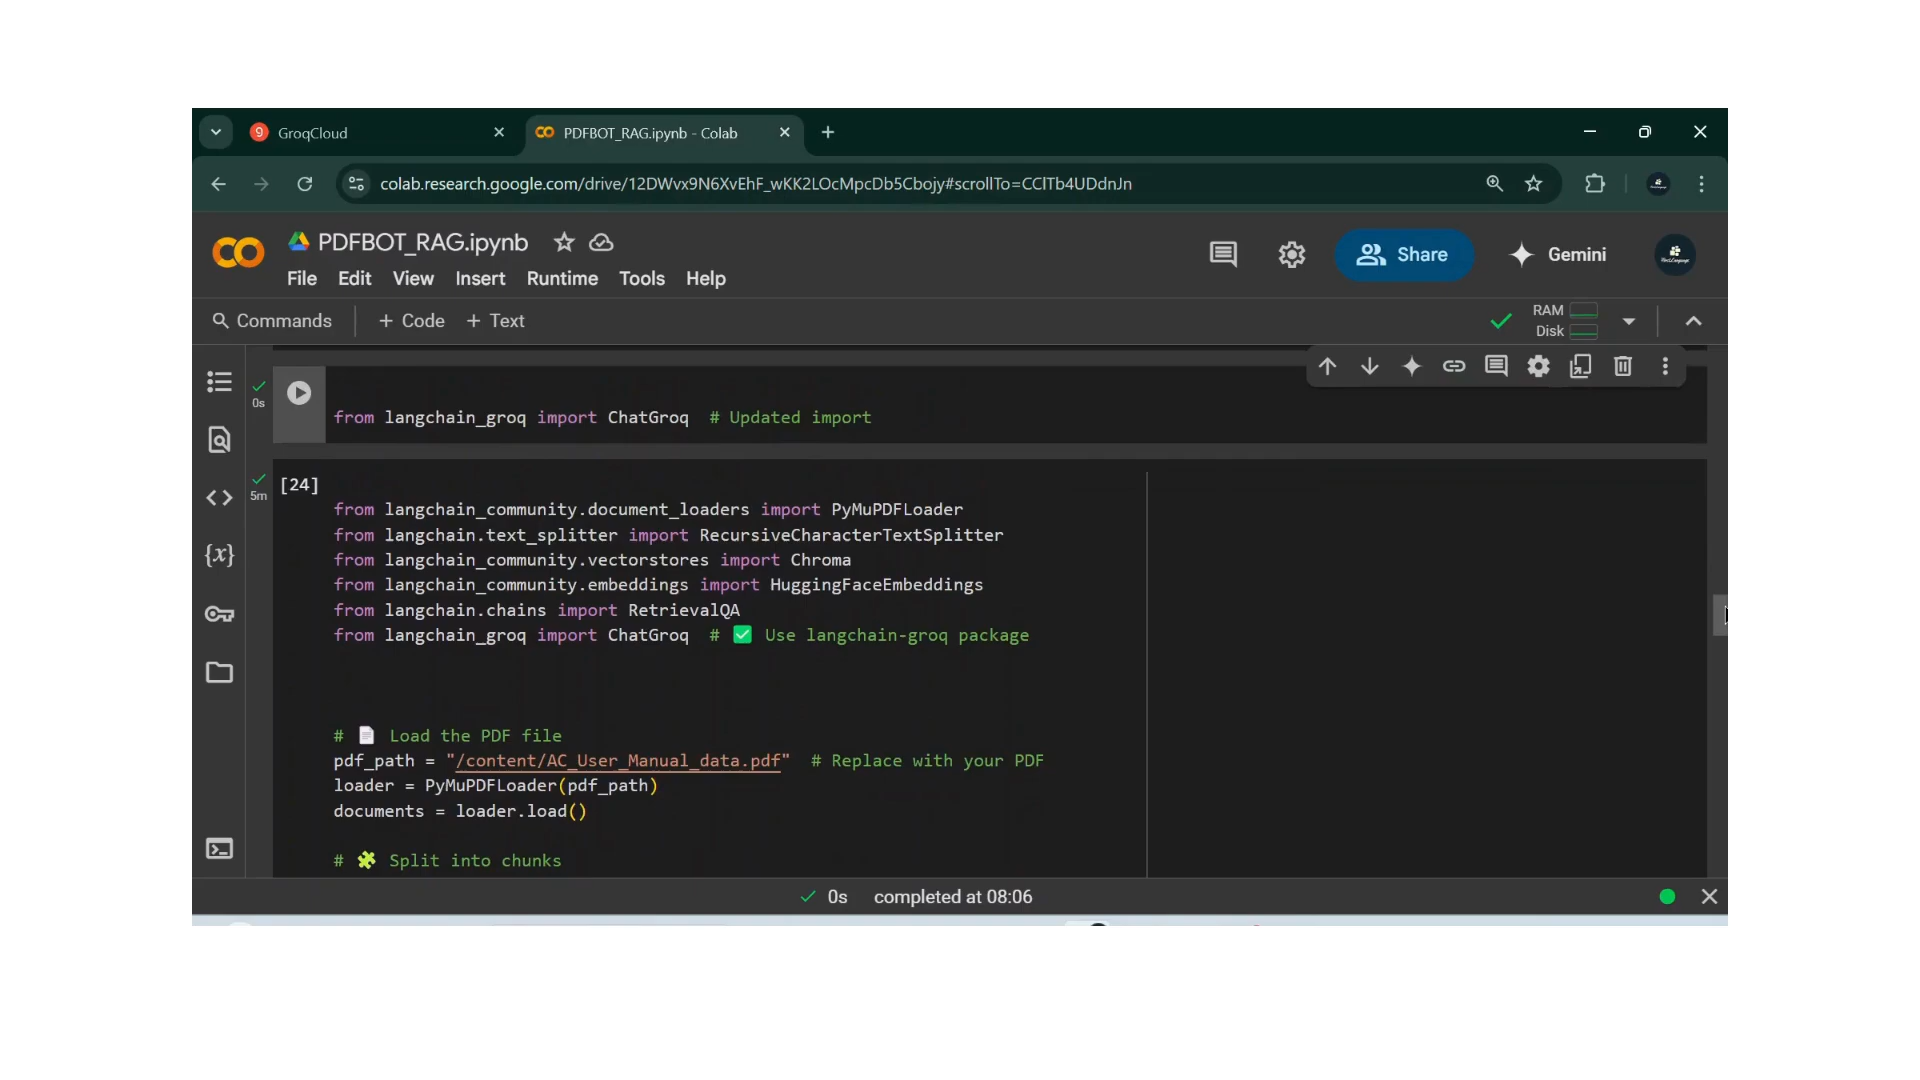 GroqCloud
PDFBOT_RAG.ipynb - Colab
colab.research.google.com/drive/12DWvx9N6XvEhF_wKK2LOcMpcDb5Cbojy#scrollTo=CClTb4UDdnJn
PDFBOT_RAG.ipynb
Share
Gemini
File Edit View Insert Runtime Tools Help
Commands + Code + Text
RAM
Disk
0s
from langchain_groq import ChatGroq # Updated import
[24]
5m
from langchain_community.document_loaders import PyMuPDFLoader
from langchain.text_splitter import RecursiveCharacterTextSplitter
from langchain_community.vectorstores import Chroma
from langchain_community.embeddings import HuggingFaceEmbeddings
from langchain.chains import RetrievalQA
from langchain_groq import ChatGroq # ✅ Use langchain-groq package
# 📄 Load the PDF file
pdf_path = "/content/AC_User_Manual_data.pdf" # Replace with your PDF
loader = PyMuPDFLoader(pdf_path)
documents = loader.load()
# 🧩 Split into chunks
0s completed at 08:06